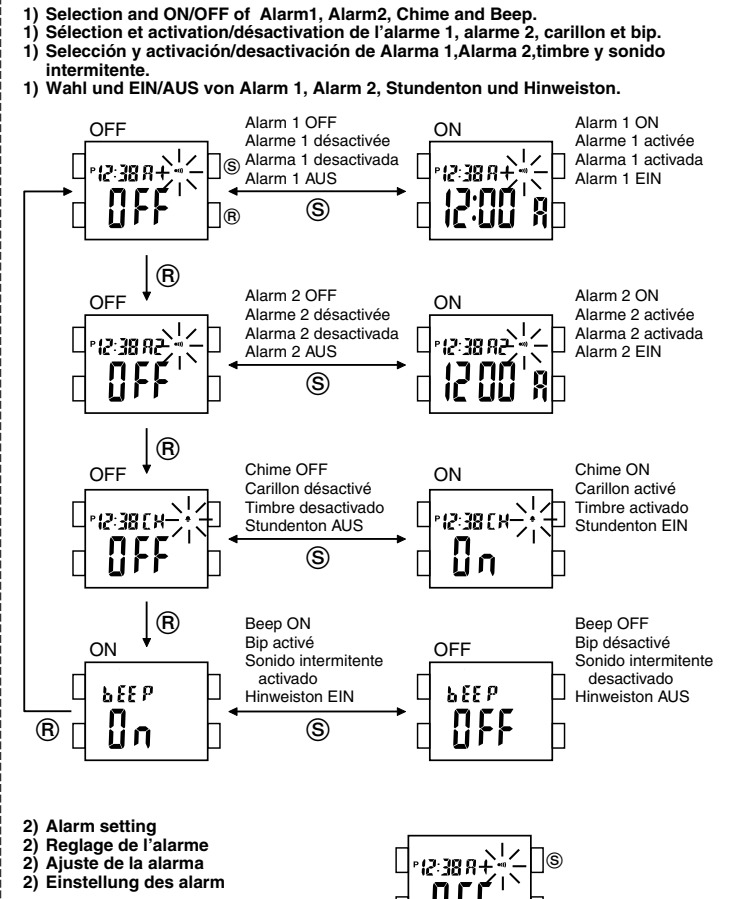 1) Selection and ON/OFF of Alarm1, Alarm2, Chime and Beep.
1) Sélection et activation/désactivation de l'alarme 1, alarme 2, carillon et bip.
1) Selección y activación/desactivación de Alarma 1,Alarma 2,timbre y sonido
intermitente.
1) Wahl und EIN/AUS von Alarm 1, Alarm 2, Stundenton und Hinweiston.
OFF
P 12:38 A
OFF
S
R
Alarm 1 OFF
Alarme 1 désactivée
Alarma 1 desactivada
Alarm 1 AUS
S
ON
P 12:38 A
12:00 A
Alarm 1 ON
Alarme 1 activée
Alarma 1 activada
Alarm 1 EIN
R
OFF
P 12:38 A2
OFF
Alarm 2 OFF
Alarme 2 désactivée
Alarma 2 desactivada
Alarm 2 AUS
S
ON
P 12:38 A2
12 00 A
Alarm 2 ON
Alarme 2 activée
Alarma 2 activada
Alarm 2 EIN
R
OFF
P 12:38 CH
OFF
Chime OFF
Carillon désactivé
Timbre desactivado
Stundenton AUS
S
ON
P 12:38 CH
On
Chime ON
Carillon activé
Timbre activado
Stundenton EIN
R
ON
bEEP
On
Beep ON
Bip activé
Sonido intermitente
activado
Hinweiston EIN
S
OFF
bEEP
OFF
Beep OFF
Bip désactivé
Sonido intermitente
desactivado
Hinweiston AUS
R
2) Alarm setting
2) Reglage de l'alarme
2) Ajuste de la alarma
2) Einstellung des alarm
P 12:38 A
OFF
S